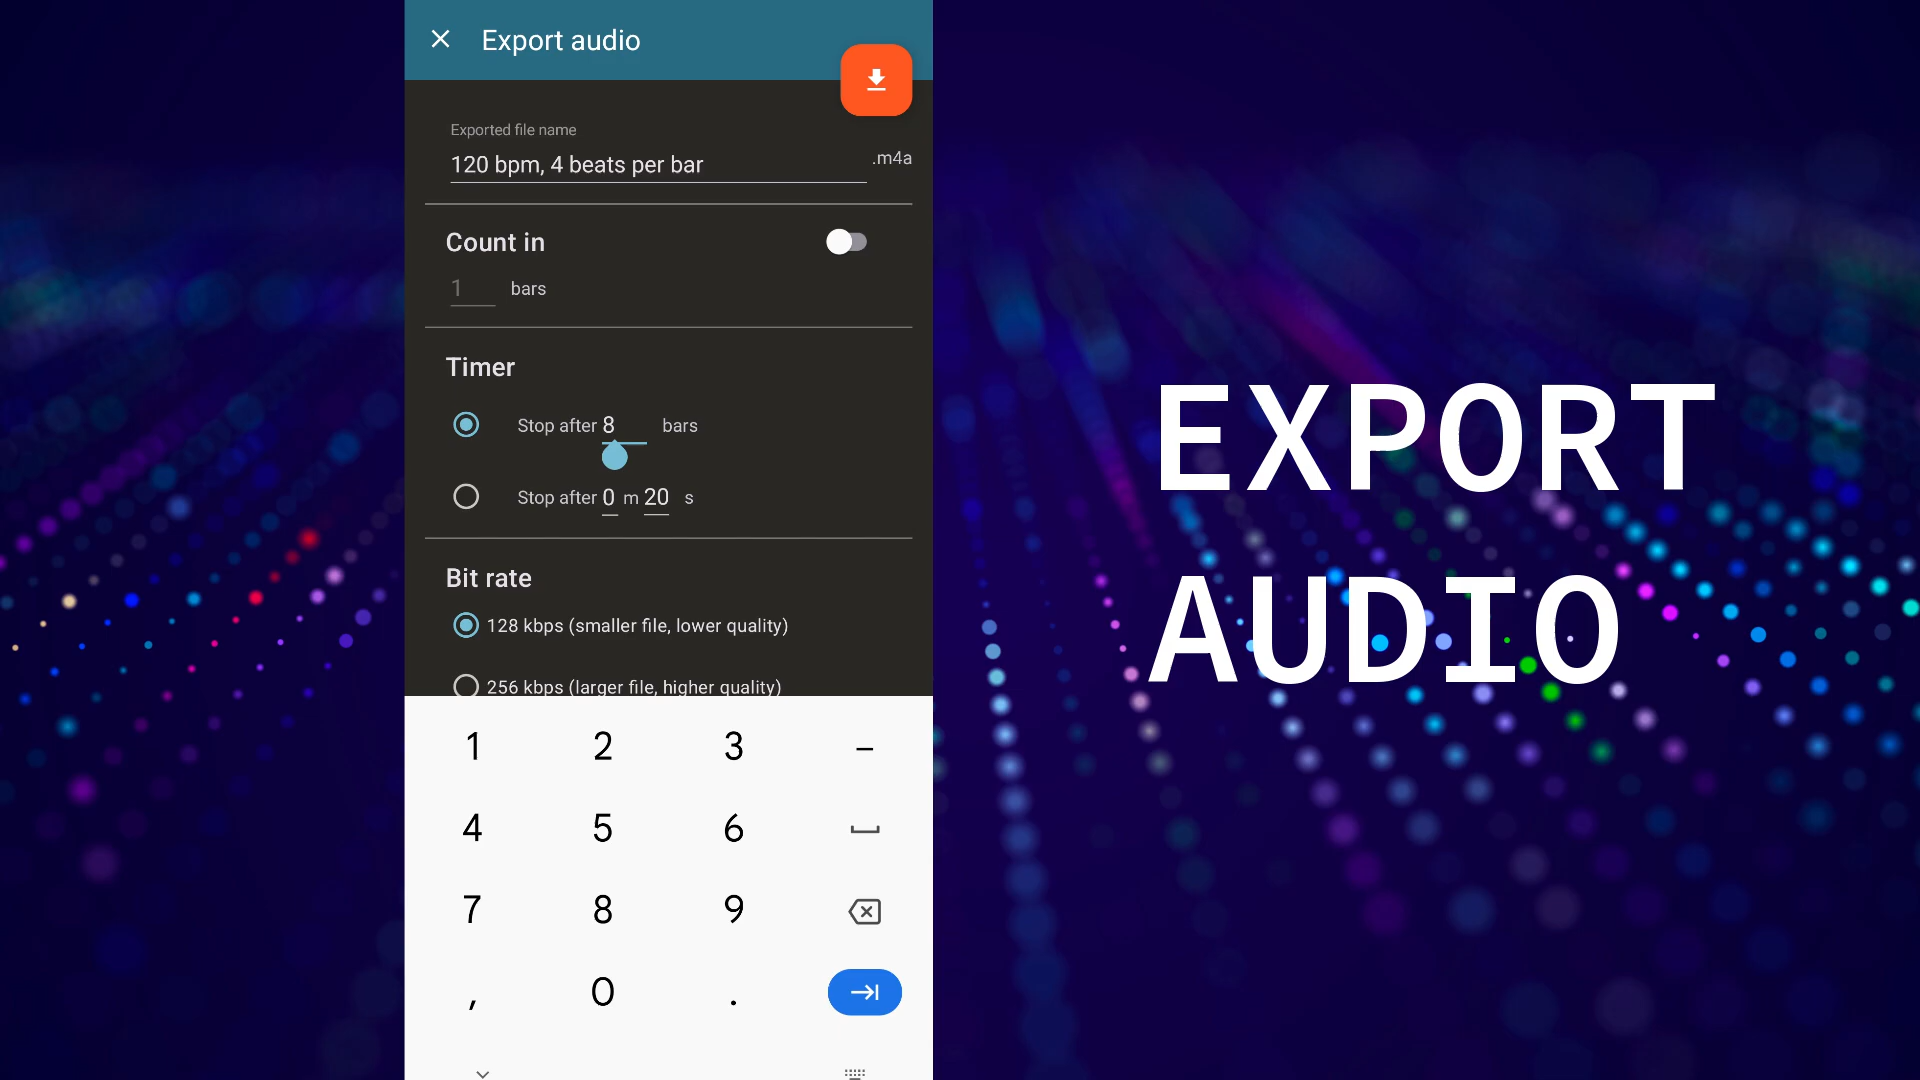 Export audio
Exported file name
120 bpm, 4 beats per bar
.m4a
Count in
1 bars
Timer
Stop after 8 bars
Stop after 0 m 20 s
Bit rate
128 kbps (smaller file, lower quality)
256 kbps (larger file, higher quality)
1 2 3 –
4 5 6
7 8 9
, 0 .
EXPORT
AUDIO